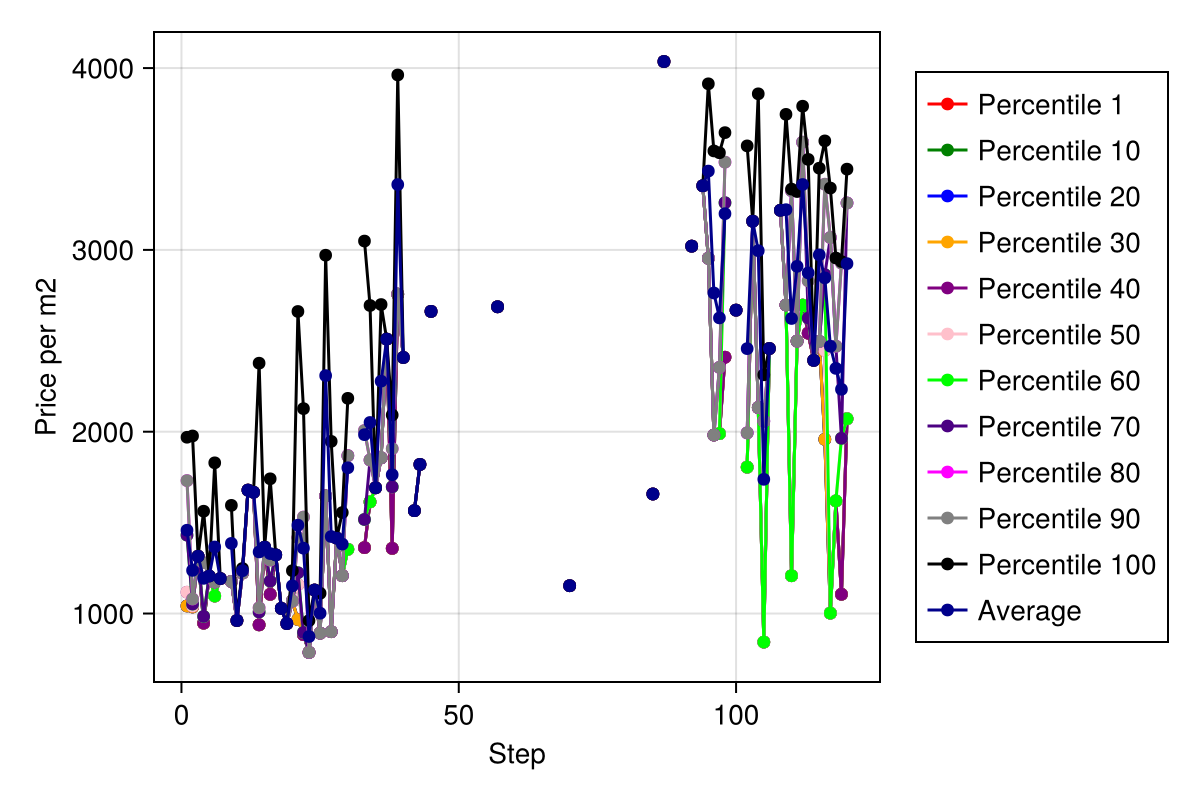 4000
3000
2000
1000
Price per m2
0
50
100
Step
Percentile 1
Percentile 10
Percentile 20
Percentile 30
Percentile 40
Percentile 50
Percentile 60
Percentile 70
Percentile 80
Percentile 90
Percentile 100
Average